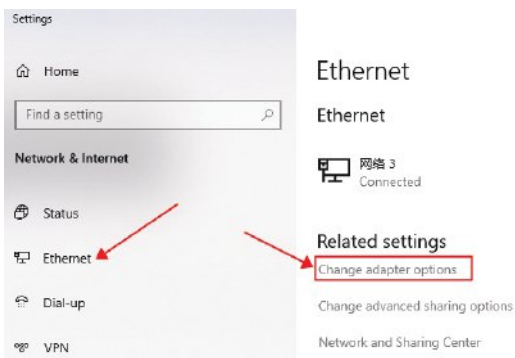 Settings
Home
Find a setting
Network & Internet
Status
Ethernet
Dial-up
VPN
Ethernet
Ethernet
网络 3
Connected
Related settings
Change adapter options
Change advanced sharing options
Network and Sharing Center